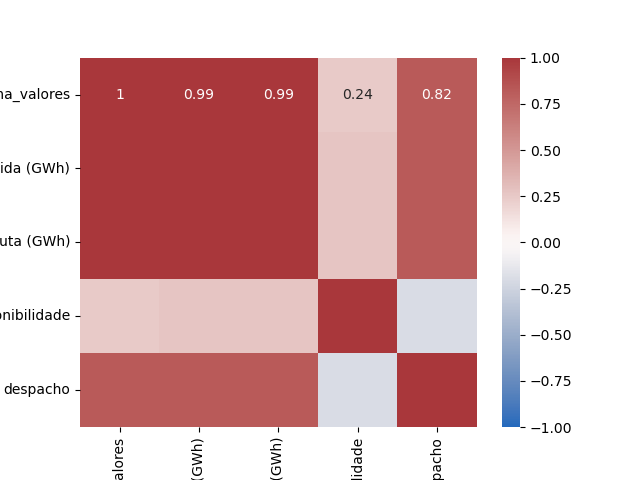 na_valores 1 0.99 0.99 0.24 0.82
ida (GWh)
uta (GWh)
onibilidade
despacho
alores
(GWh)
(GWh)
lidade
pacho
1.00
0.75
0.50
0.25
0.00
−0.25
−0.50
−0.75
−1.00